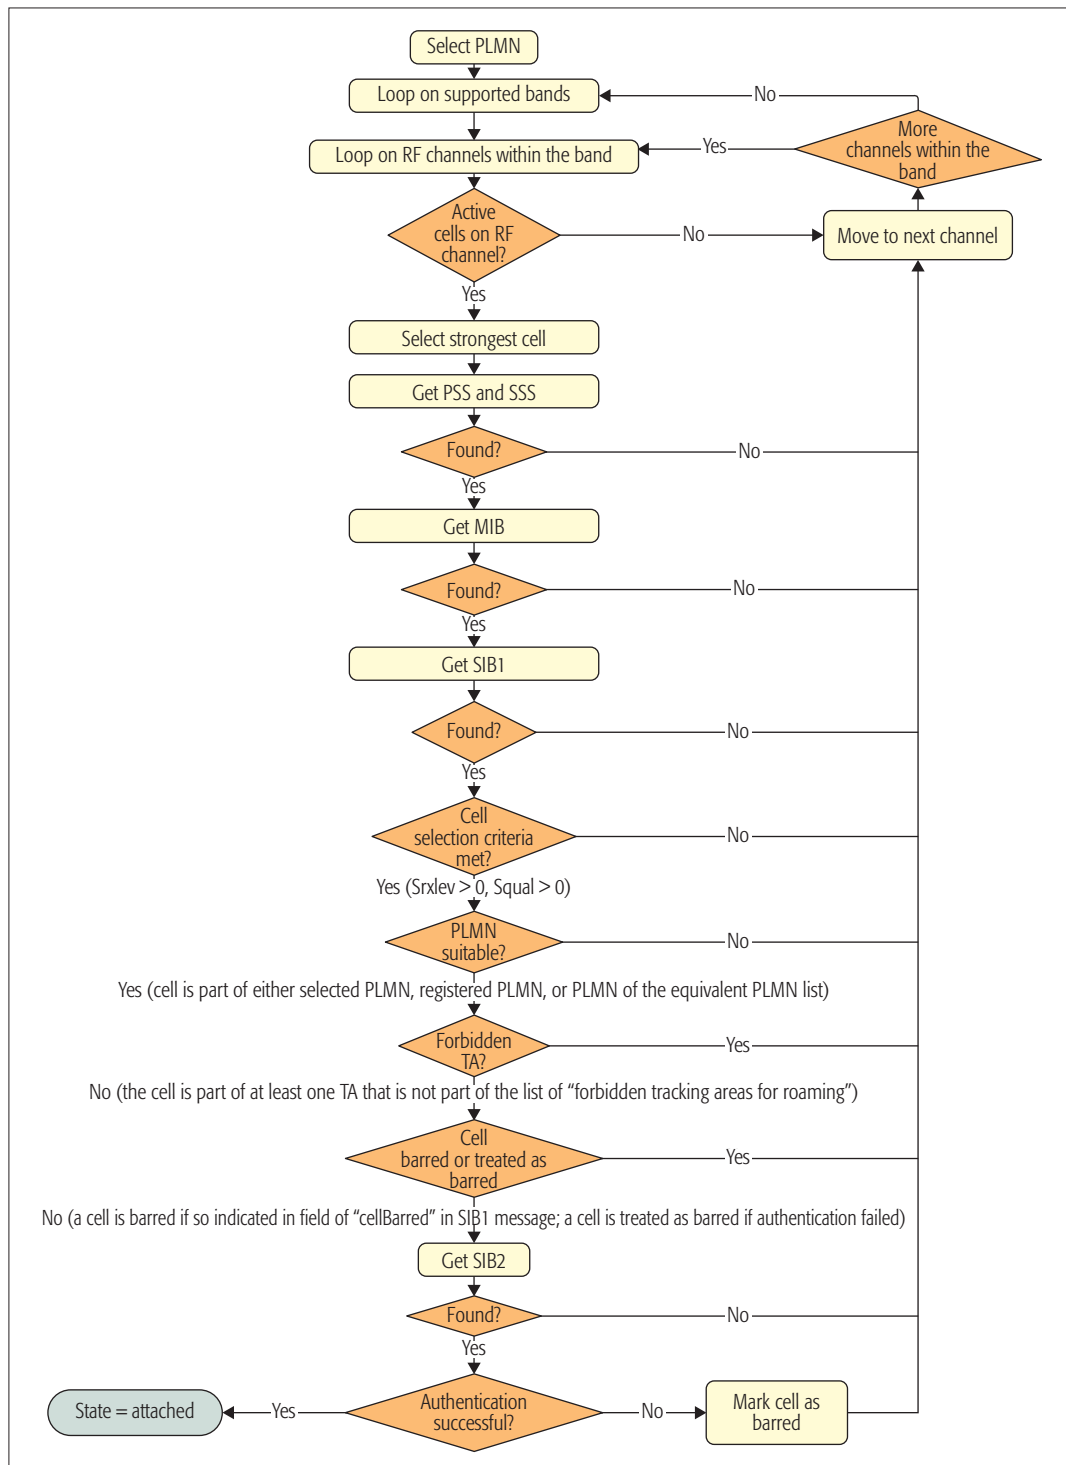 Select PLMN
Loop on supported bands
No
More
channels within the
band
Loop on RF channels within the band
Yes
Active
cells on RF
channel?
No
Move to next channel
Yes
Select strongest cell
Get PSS and SSS
Found?
No
Yes
Get MIB
Found?
No
Yes
Get SIB1
Found?
No
Yes
Cell
selection criteria
met?
No
Yes (Srxlev > 0, Squal > 0)
PLMN
suitable?
No
Yes (cell is part of either selected PLMN, registered PLMN, or PLMN of the equivalent PLMN list)
Forbidden
TA?
Yes
No (the cell is part of at least one TA that is not part of the list of “forbidden tracking areas for roaming”)
Cell
barred or treated as
barred
Yes
No (a cell is barred if so indicated in field of “cellBarred” in SIB1 message; a cell is treated as barred if authentication failed)
Get SIB2
Found?
No
Yes
State = attached
Yes
Authentication
successful?
No
Mark cell as
barred